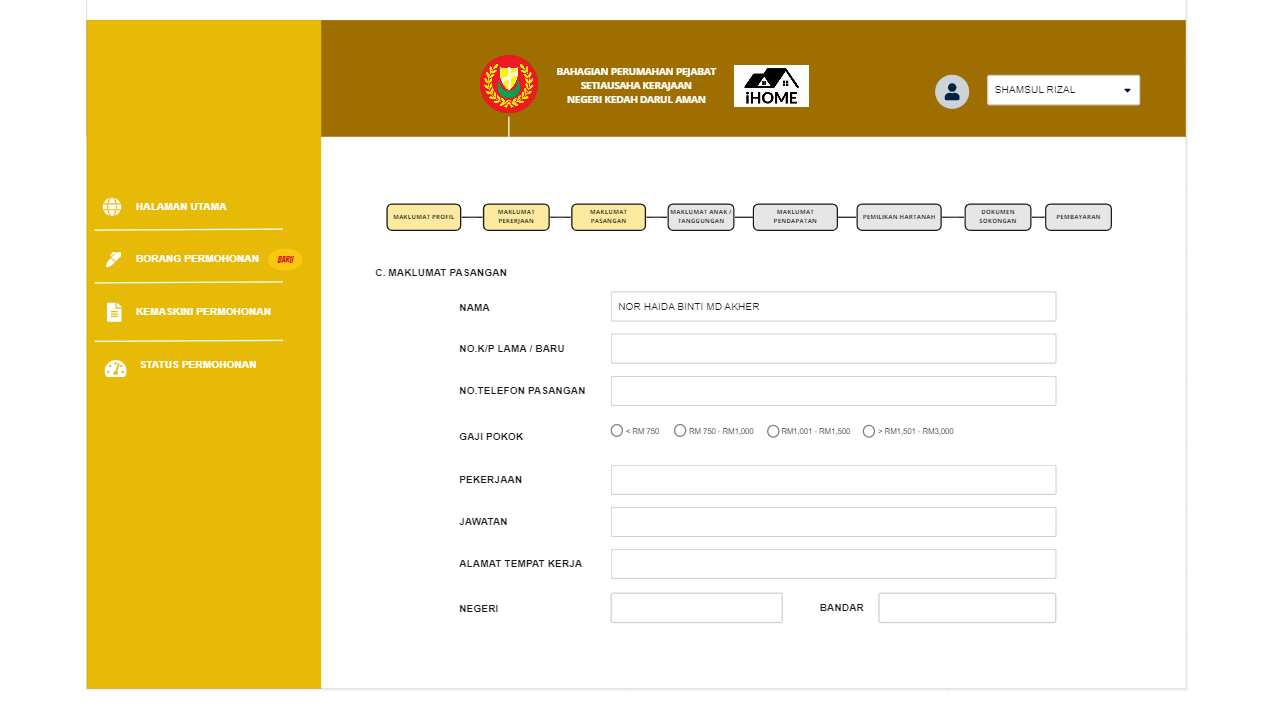 BAHAGIAN PERUMAHAN PEJABAT
SETIAUSAHA KERAJAAN
NEGERI KEDAH DARUL AMAN
iHOME
SHAMSUL RIZAL
HALAMAN UTAMA
BORANG PERMOHONAN
BARU
KEMASKINI PERMOHONAN
STATUS PERMOHONAN
MAKLUMAT PROFIL
MAKLUMAT
PEKERJAAN
MAKLUMAT
PASANGAN
MAKLUMAT ANAK /
TANGGUNGAN
MAKLUMAT
PENDAPATAN
PEMILIKAN HARTANAH
DOKUMEN
SOKONGAN
PEMBAYARAN
C. MAKLUMAT PASANGAN
NAMA
NOR HAIDA BINTI MD AKHER
NO.K/P LAMA / BARU
NO.TELEFON PASANGAN
GAJI POKOK
< RM 750
RM 750 - RM1,000
RM1,001 - RM1,500
> RM1,501 - RM3,000
PEKERJAAN
JAWATAN
ALAMAT TEMPAT KERJA
NEGERI
BANDAR